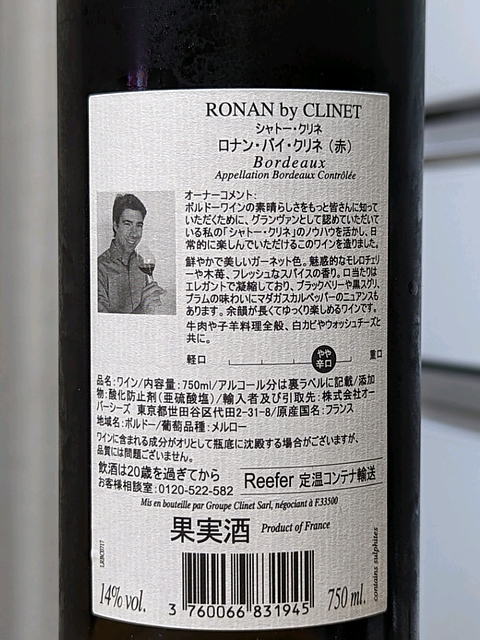 RONAN by CLINET
シャトー・クリネ
ロナン・バイ・クリネ（赤）
Bordeaux
Appellation Bordeaux Contrôlée
オーナーコメント：
ボルドーワインの素晴らしさをもっと皆さんに知って
いただくために、グランヴァンとして認めていただいて
いる私の「シャトー・クリネ」のノウハウを活かし、日
常的に楽しんでいただけるこのワインを造りました。
鮮やかで美しいガーネット色。魅惑的なモレロチェリ
ーや木苺、フレッシュなスパイスの香り。口当たりは
エレガントで凝縮しており、ブラックベリーや黒スグリ、
プラムの味わいにマダガスカルペッパーのニュアンスも
あります。余韻が長くてゆっくり楽しめるワインです。
牛肉や子羊料理全般、白カビやウォッシュチーズと
共に。
軽口 やや辛口 重口
品名：ワイン/内容量：750ml/アルコール分は裏ラベルに記載/添加
物：酸化防止剤（亜硫酸塩）/輸入者及び引取先：株式会社オー
バーシーズ 東京都世田谷区代田2-31-8/原産国名：フランス
地域名：ボルドー/葡萄品種：メルロー
ワインに含まれる成分がオリとして瓶底に沈殿する場合がございますが、
品質には問題ございません。
飲酒は20歳を過ぎてから
お客様相談室：0120-522-582
Reefer 定温コンテナ輸送
Mis en bouteille par Groupe Clinet Sarl, négociant à F.33500
果実酒 Product of France
LRBC0717
14% vol.
3 760066 831945
750 ml.
contains sulphites